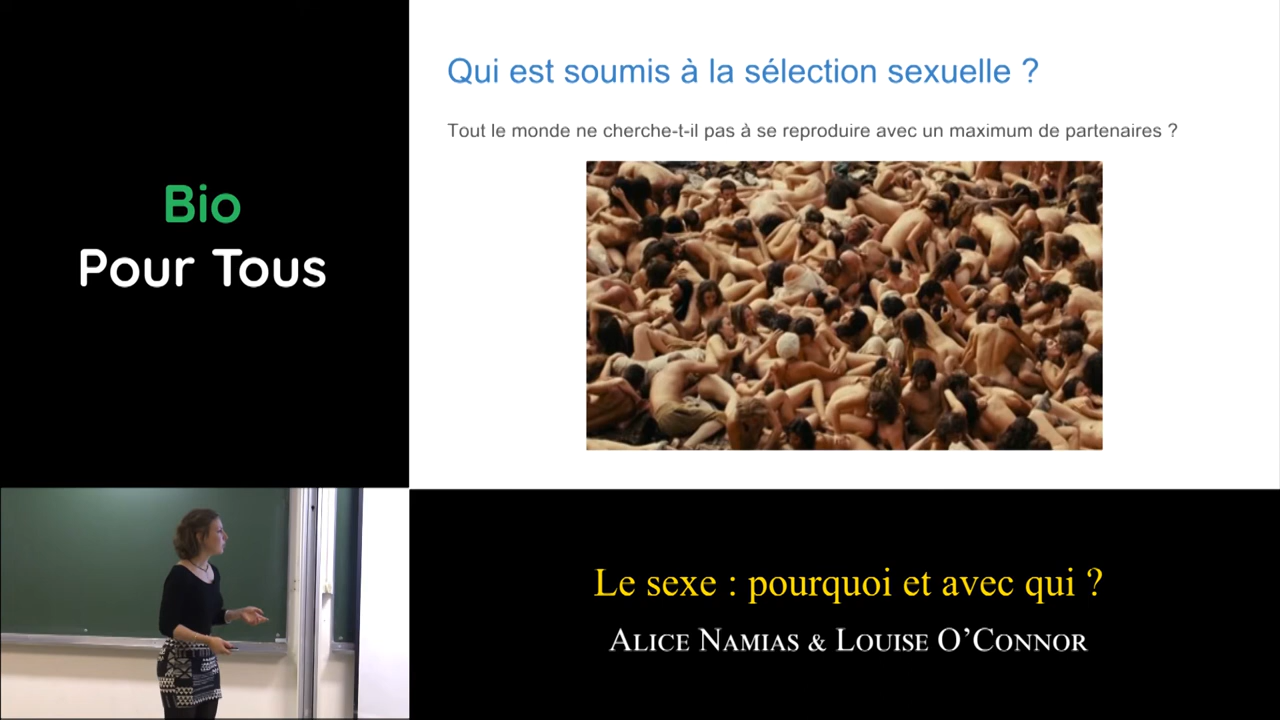 Bio
Pour Tous
Qui est soumis à la sélection sexuelle ?
Tout le monde ne cherche-t-il pas à se reproduire avec un maximum de partenaires ?
Le sexe : pourquoi et avec qui ?
ALICE NAMIAS & LOUISE O'CONNOR